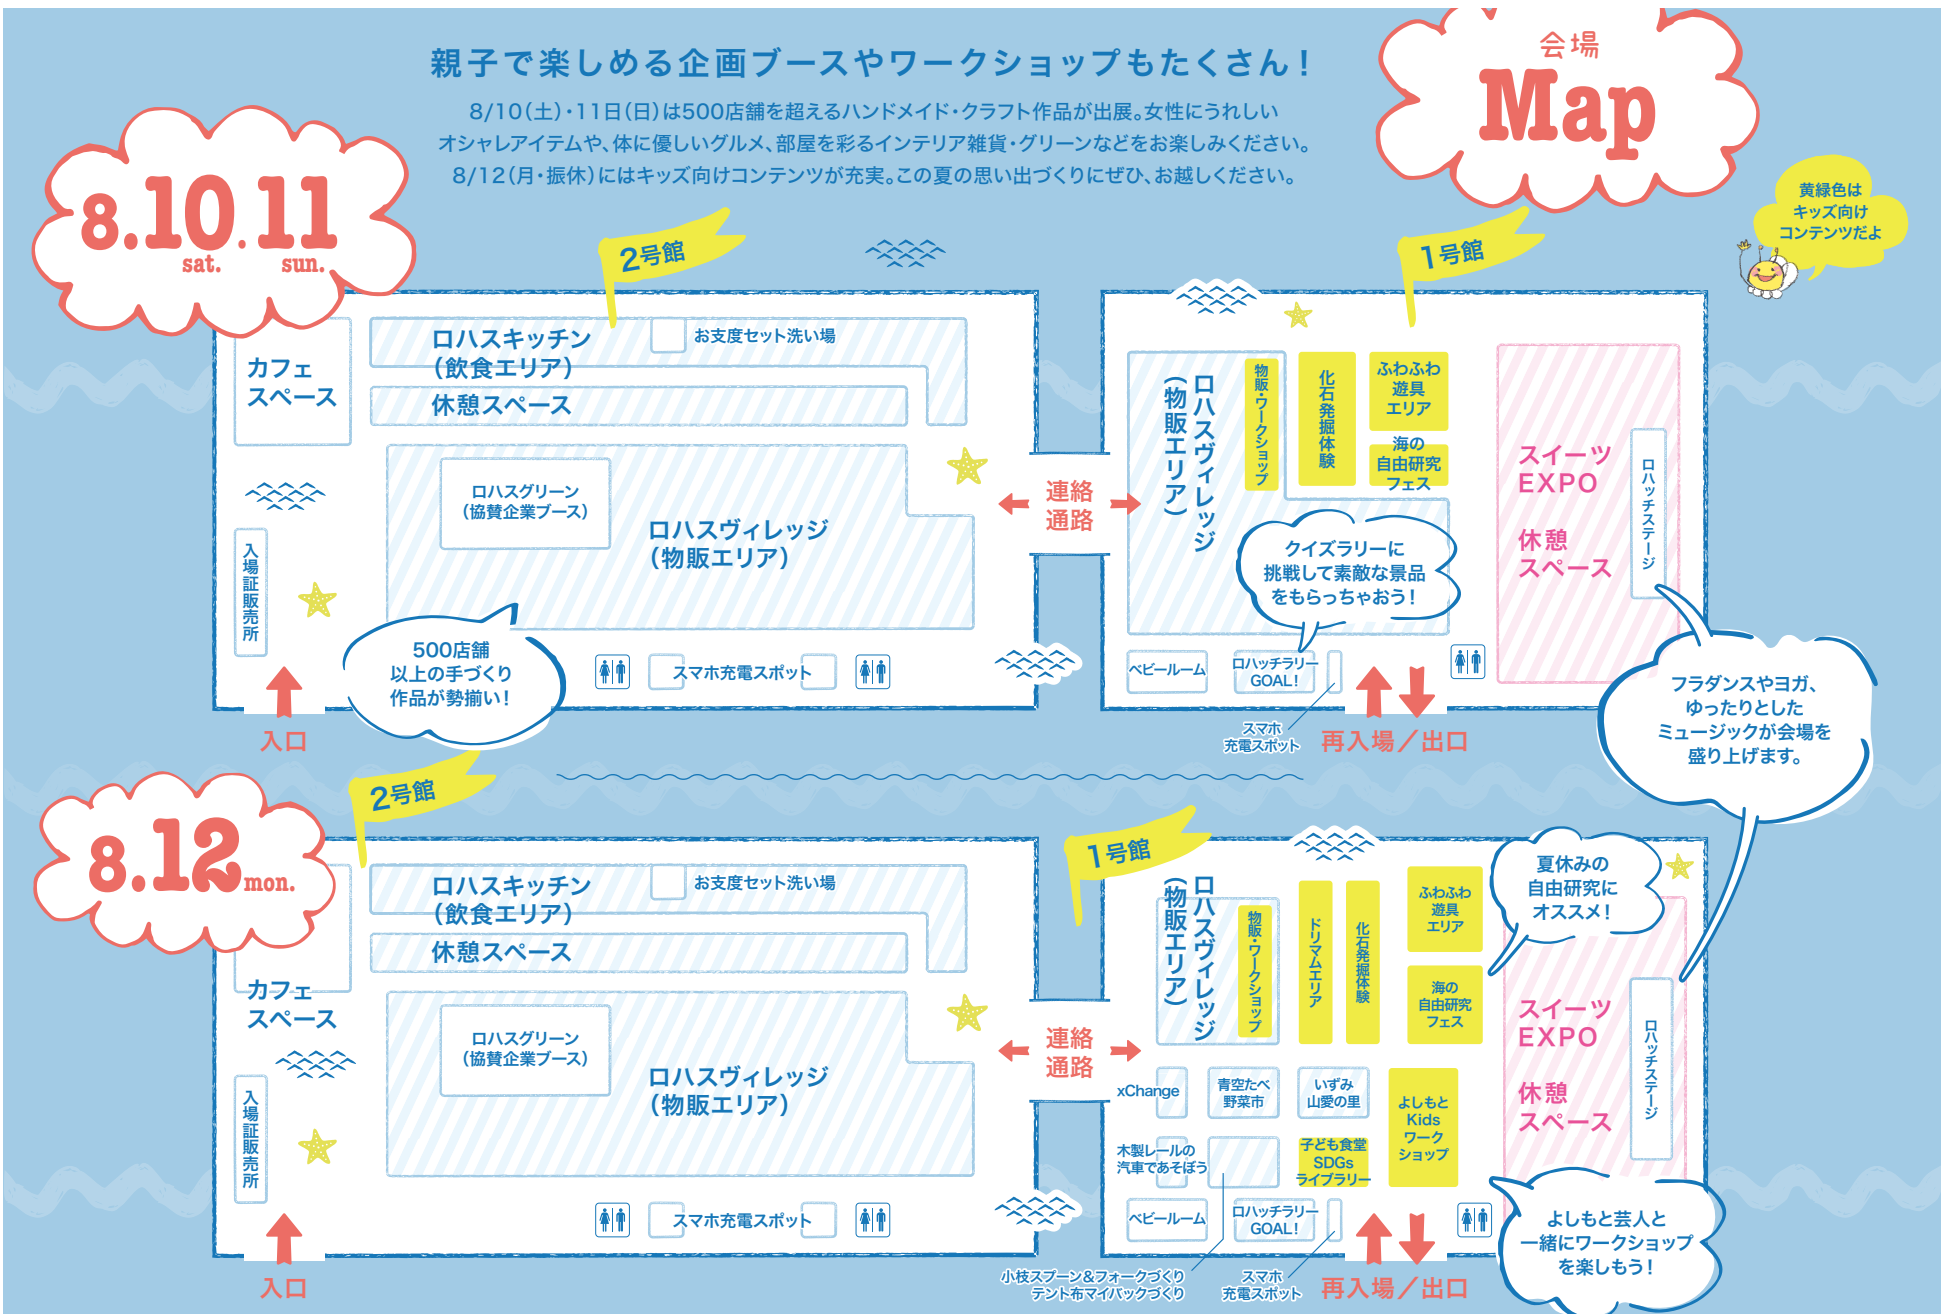 親子で楽しめる企画ブースやワークショップもたくさん！
8/10（土）・11日（日）は500店舗を超えるハンドメイド・クラフト作品が出展。女性にうれしい
オシャレアイテムや、体に優しいグルメ、部屋を彩るインテリア雑貨・グリーンなどをお楽しみください。
8/12（月・振休）にはキッズ向けコンテンツが充実。この夏の思い出づくりにぜひ、お越しください。
会場
Map
黄緑色は
キッズ向け
コンテンツだよ
8.10.11
sat. sun.
2号館
カフェ
スペース
ロハスキッチン
（飲食エリア）
お支度セット洗い場
休憩スペース
ロハスグリーン
（協賛企業ブース）
ロハスヴィレッジ
（物販エリア）
入場証販売所
500店舗
以上の手づくり
作品が勢揃い！
スマホ充電スポット
入口
連絡
通路
1号館
ロハスヴィレッジ
（物販エリア）
物販・ワークショップ
化石発掘体験
ふわふわ
遊具
エリア
海の
自由研究
フェス
スイーツ
EXPO
休憩
スペース
ロハッチステージ
クイズラリーに
挑戦して素敵な景品
をもらっちゃおう！
ベビールーム
ロハッチラリー
GOAL！
スマホ
充電スポット
再入場／出口
フラダンスやヨガ、
ゆったりとした
ミュージックが会場を
盛り上げます。
8.12
mon.
2号館
カフェ
スペース
ロハスキッチン
（飲食エリア）
お支度セット洗い場
休憩スペース
ロハスグリーン
（協賛企業ブース）
ロハスヴィレッジ
（物販エリア）
入場証販売所
スマホ充電スポット
入口
連絡
通路
1号館
ロハスヴィレッジ
（物販エリア）
物販・ワークショップ
ドリマムエリア
化石発掘体験
ふわふわ
遊具
エリア
海の
自由研究
フェス
夏休みの
自由研究に
オススメ！
スイーツ
EXPO
休憩
スペース
ロハッチステージ
xChange
青空たべ
野菜市
いずみ
山愛の里
よしもと
Kids
ワーク
ショップ
木製レールの
汽車であそぼう
子ども食堂
SDGs
ライブラリー
ベビールーム
ロハッチラリー
GOAL！
小枝スプーン&フォークづくり
テント布マイバックづくり
スマホ
充電スポット
再入場／出口
よしもと芸人と
一緒にワークショップ
を楽しもう！